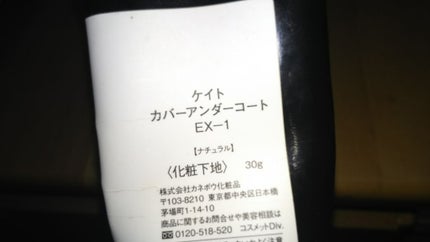 ケイト
カバーアンダーコート
EX-1
【ナチュラル】
〈化粧下地〉 30g
株式会社カネボウ化粧品
〒103-8210 東京都中央区日本橋
茅場町1-14-10
商品に関するお問合せや美容相談は
0120-518-520 コスメットDiv.